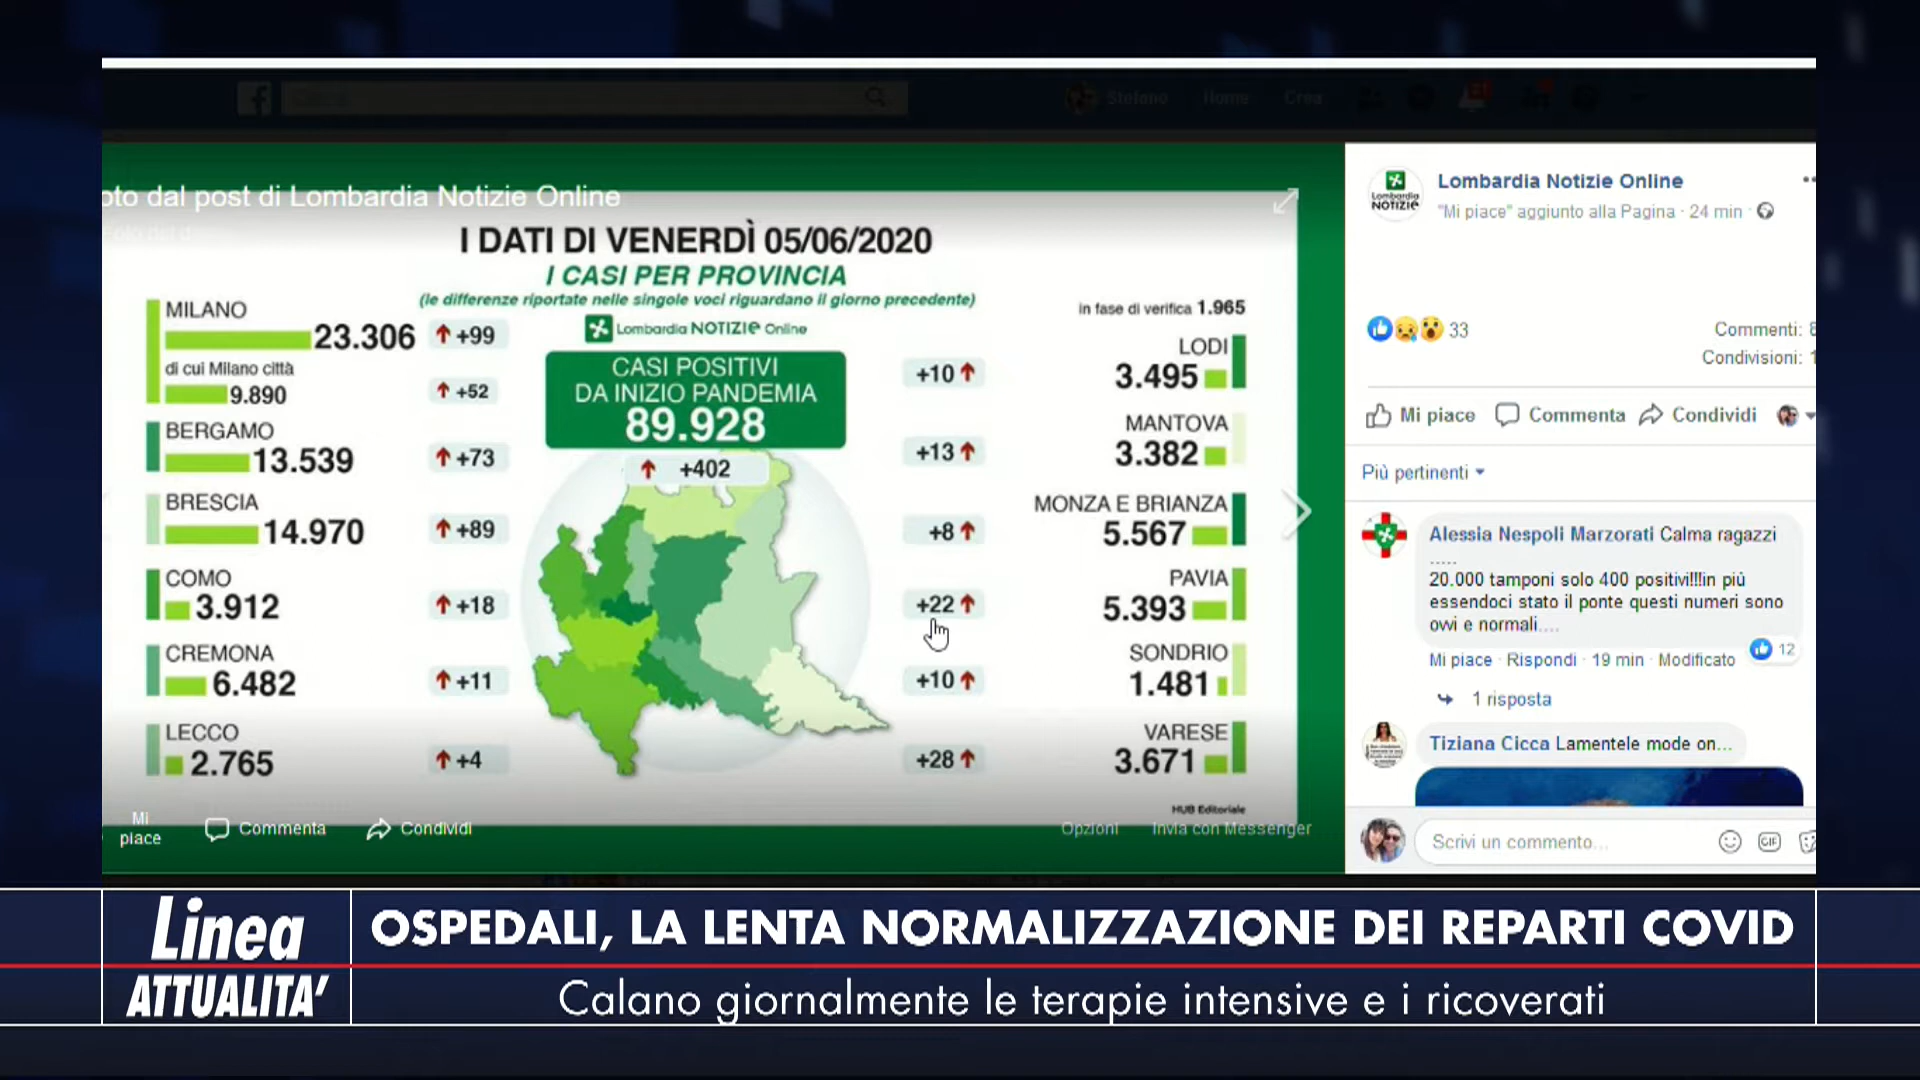 Stefano Home Crea
oto dal post di Lombardia Notizie Online
I DATI DI VENERDÌ 05/06/2020
I CASI PER PROVINCIA
(le differenze riportate nelle singole voci riguardano il giorno precedente)
Lombardia NOTIZIE Online
CASI POSITIVI
DA INIZIO PANDEMIA
89.928
+402
MILANO
23.306 +99
di cui Milano città
9.890 +52
BERGAMO
13.539 +73
BRESCIA
14.970 +89
COMO
3.912 +18
CREMONA
6.482 +11
LECCO
2.765 +4
in fase di verifica 1.965
LODI
+10 3.495
MANTOVA
+13 3.382
MONZA E BRIANZA
+8 5.567
PAVIA
+22 5.393
SONDRIO
+10 1.481
VARESE
+28 3.671
HUB Editoriale
Mi
piace
Commenta Condividi
Opzioni Invia con Messenger
Lombardia
NOTIZIE
Lombardia Notizie Online
"Mi piace" aggiunto alla Pagina · 24 min ·
33
Commenti: 8
Condivisioni: 1
Mi piace Commenta Condividi
Più pertinenti
Alessia Nespoli Marzorati Calma ragazzi
.....
20.000 tamponi solo 400 positivi!!!in più
essendoci stato il ponte questi numeri sono
ovvi e normali....
12
Mi piace · Rispondi · 19 min · Modificato
1 risposta
Tiziana Cicca Lamentele mode on...
Scrivi un commento...
GIF
Linea
ATTUALITA'
OSPEDALI, LA LENTA NORMALIZZAZIONE DEI REPARTI COVID
Calano giornalmente le terapie intensive e i ricoverati